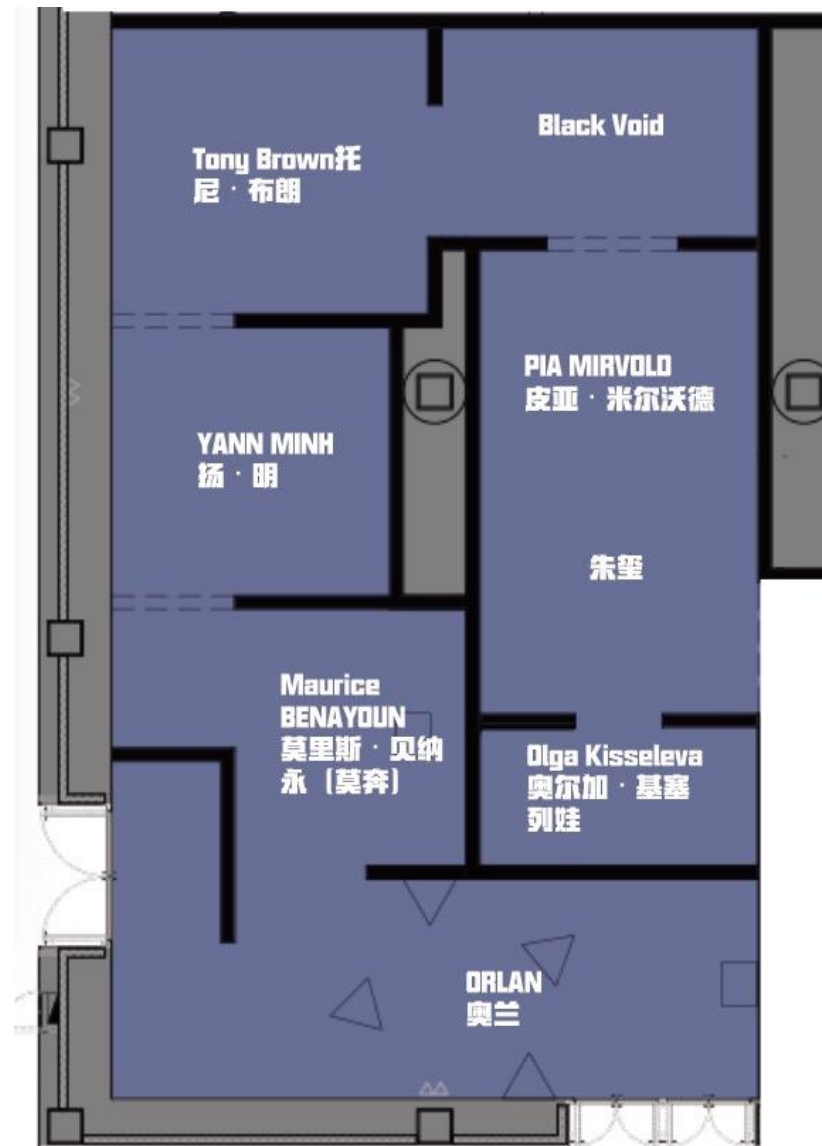 Tony Brown托
尼·布朗
Black Void
PIA MIRVOLD
皮亚·米尔沃德
YANN MINH
扬·明
朱玺
Maurice
BENAYOUN
莫里斯·贝纳
永（莫奔）
Olga Kisseleva
奥尔加·基塞
列娃
ORLAN
奥兰